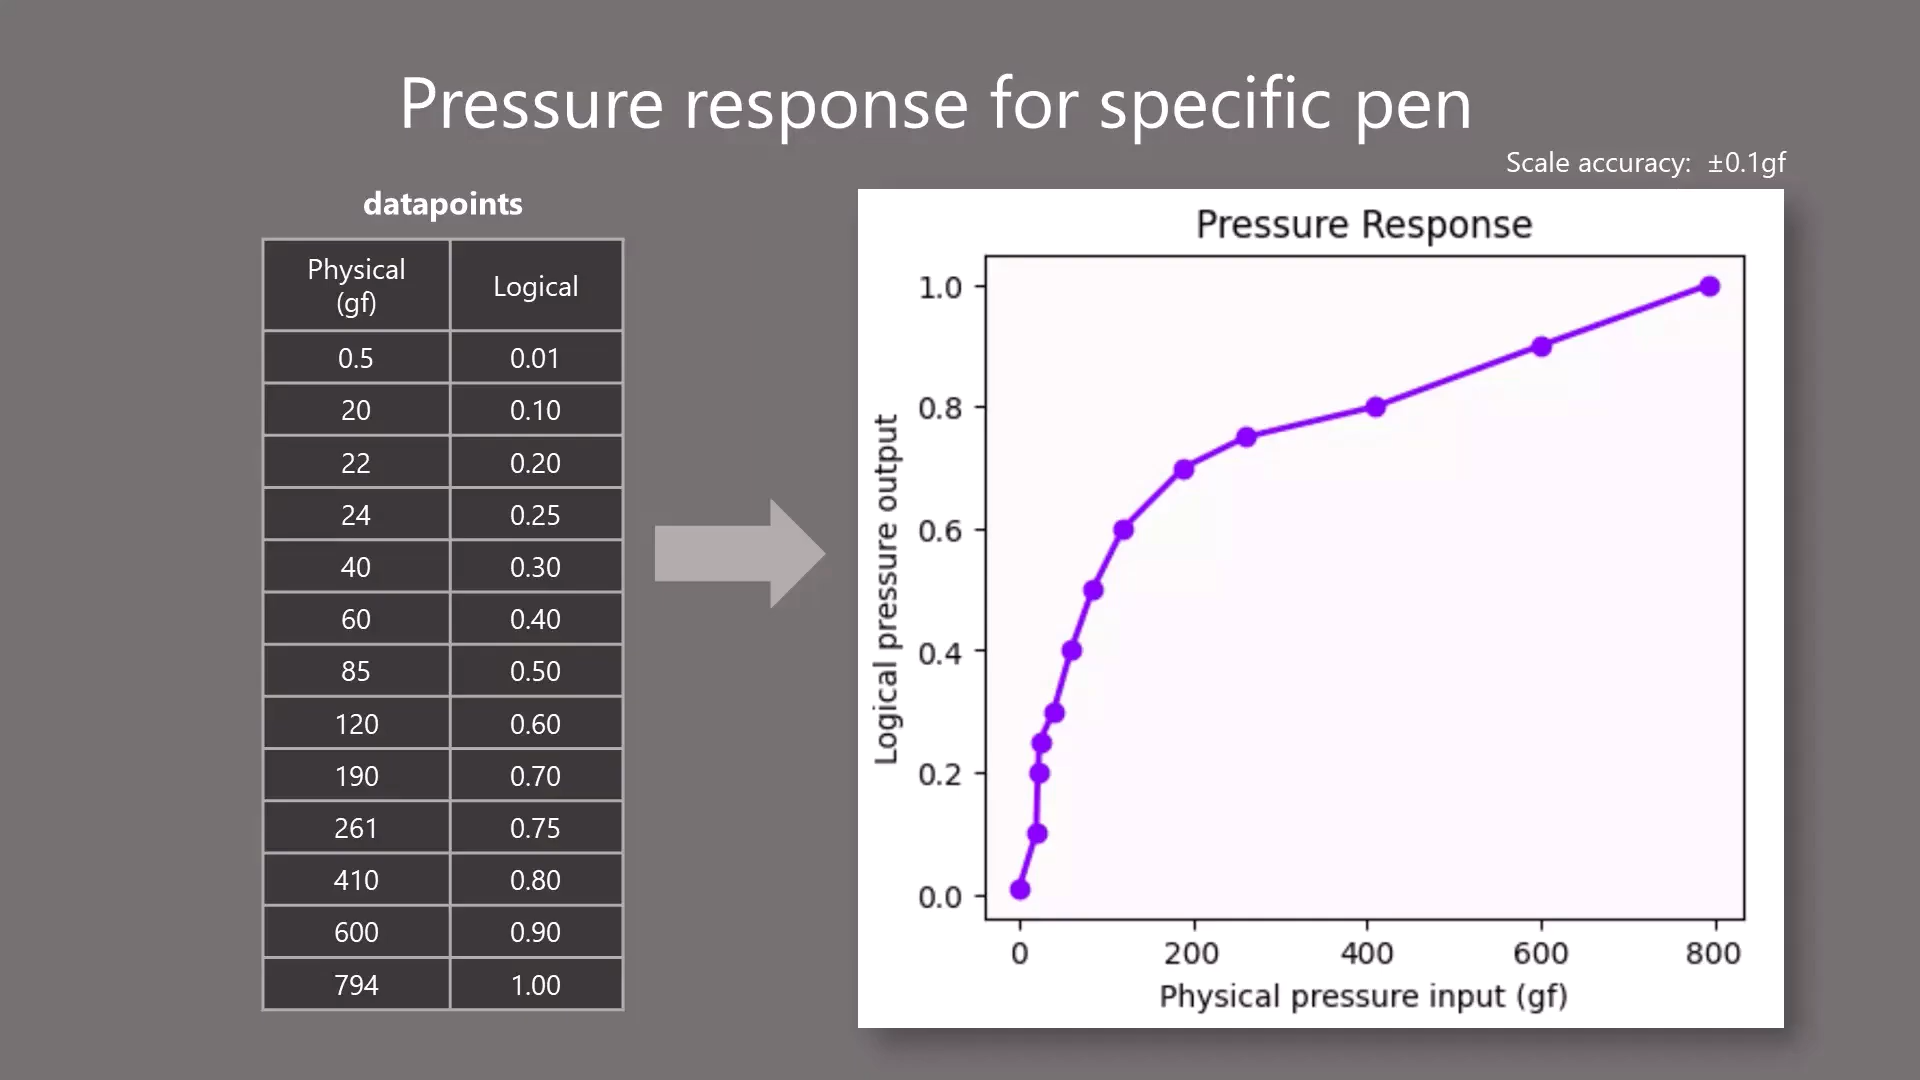 Pressure response for specific pen
Scale accuracy: ±0.1gf
datapoints
Physical (gf) Logical
0.5 0.01
20 0.10
22 0.20
24 0.25
40 0.30
60 0.40
85 0.50
120 0.60
190 0.70
261 0.75
410 0.80
600 0.90
794 1.00
Pressure Response
Logical pressure output
1.0
0.8
0.6
0.4
0.2
0.0
0 200 400 600 800
Physical pressure input (gf)